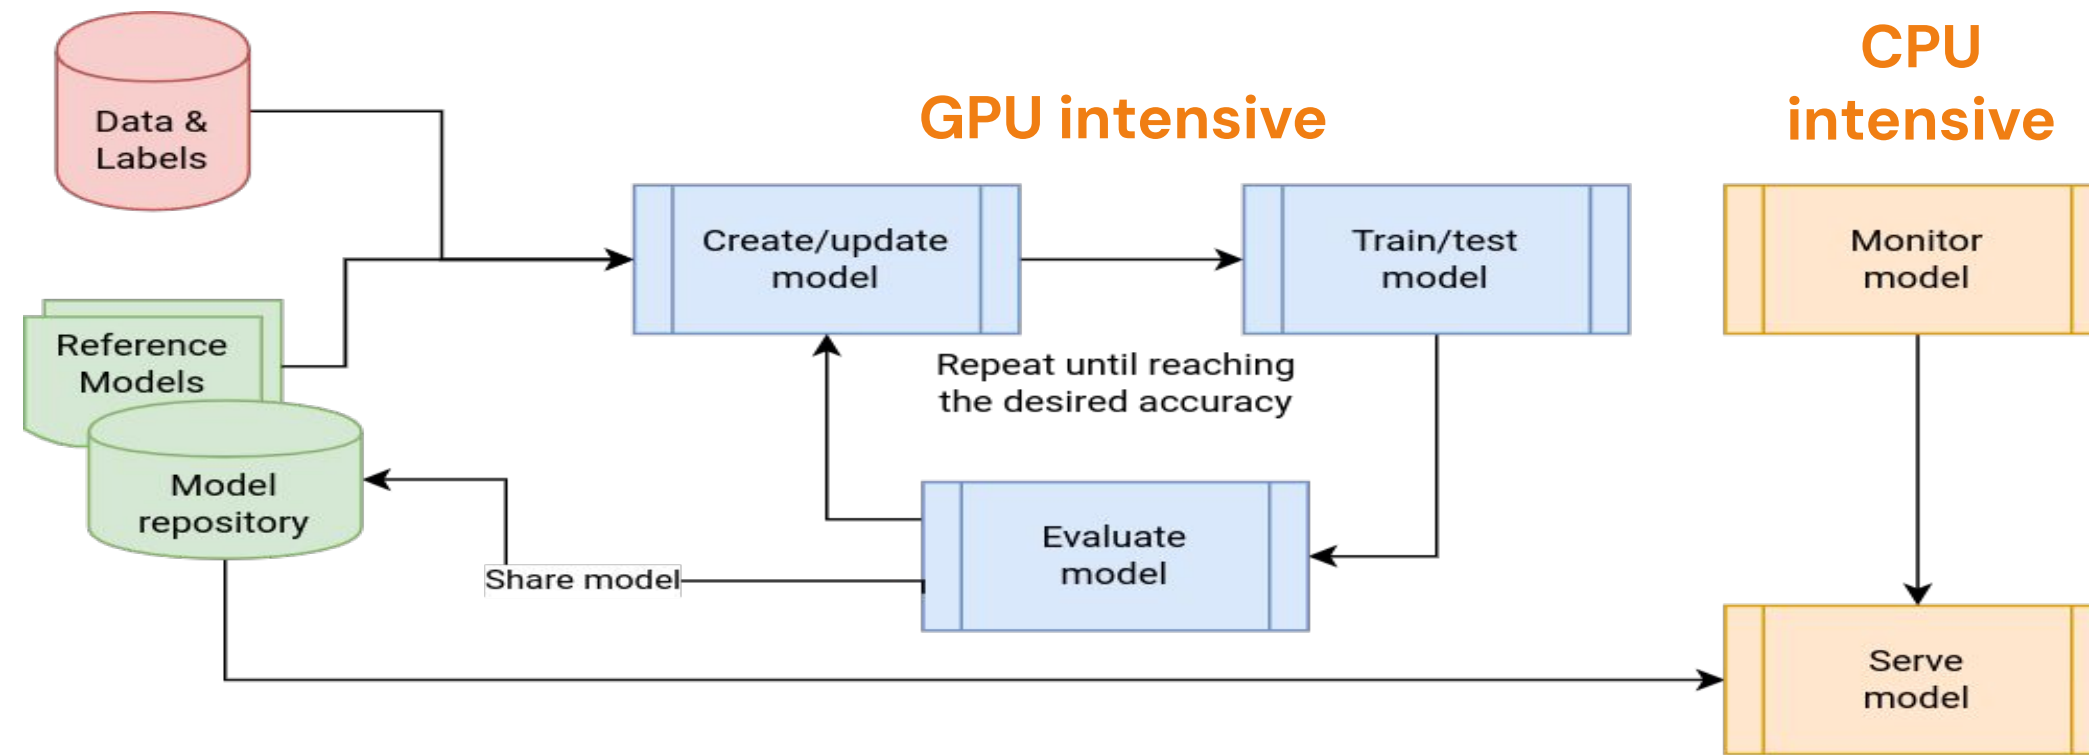 Data &
Labels
GPU intensive
CPU
intensive
Create/update
model
Train/test
model
Monitor
model
Reference
Models
Repeat until reaching
the desired accuracy
Model
repository
Share model
Evaluate
model
Serve
model